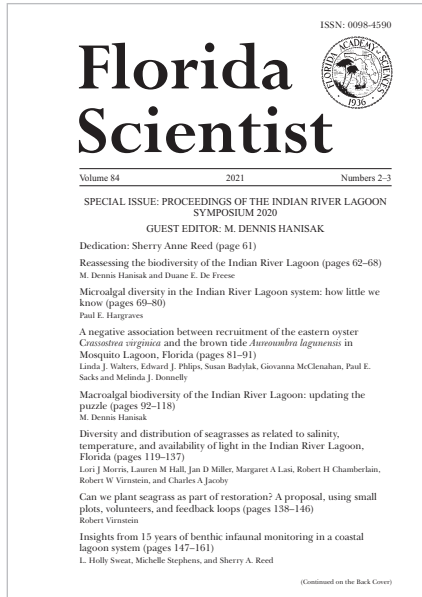 ISSN: 0098-4590
Florida
Scientist
FLORIDA ACADEMY OF SCIENCES
1936
Volume 84 2021 Numbers 2–3
SPECIAL ISSUE: PROCEEDINGS OF THE INDIAN RIVER LAGOON
SYMPOSIUM 2020
GUEST EDITOR: M. DENNIS HANISAK
Dedication: Sherry Anne Reed (page 61)
Reassessing the biodiversity of the Indian River Lagoon (pages 62–68)
M. Dennis Hanisak and Duane E. De Freese
Microalgal diversity in the Indian River Lagoon system: how little we
know (pages 69–80)
Paul E. Hargraves
A negative association between recruitment of the eastern oyster
Crassostrea virginica and the brown tide Aureoumbra lagunensis in
Mosquito Lagoon, Florida (pages 81–91)
Linda J. Walters, Edward J. Phlips, Susan Badylak, Giovanna McClenahan, Paul E.
Sacks and Melinda J. Donnelly
Macroalgal biodiversity of the Indian River Lagoon: updating the
puzzle (pages 92–118)
M. Dennis Hanisak
Diversity and distribution of seagrasses as related to salinity,
temperature, and availability of light in the Indian River Lagoon,
Florida (pages 119–137)
Lori J Morris, Lauren M Hall, Jan D Miller, Margaret A Lasi, Robert H Chamberlain,
Robert W Virnstein, and Charles A Jacoby
Can we plant seagrass as part of restoration? A proposal, using small
plots, volunteers, and feedback loops (pages 138–146)
Robert Virnstein
Insights from 15 years of benthic infaunal monitoring in a coastal
lagoon system (pages 147–161)
L. Holly Sweat, Michelle Stephens, and Sherry A. Reed
(Continued on the Back Cover)